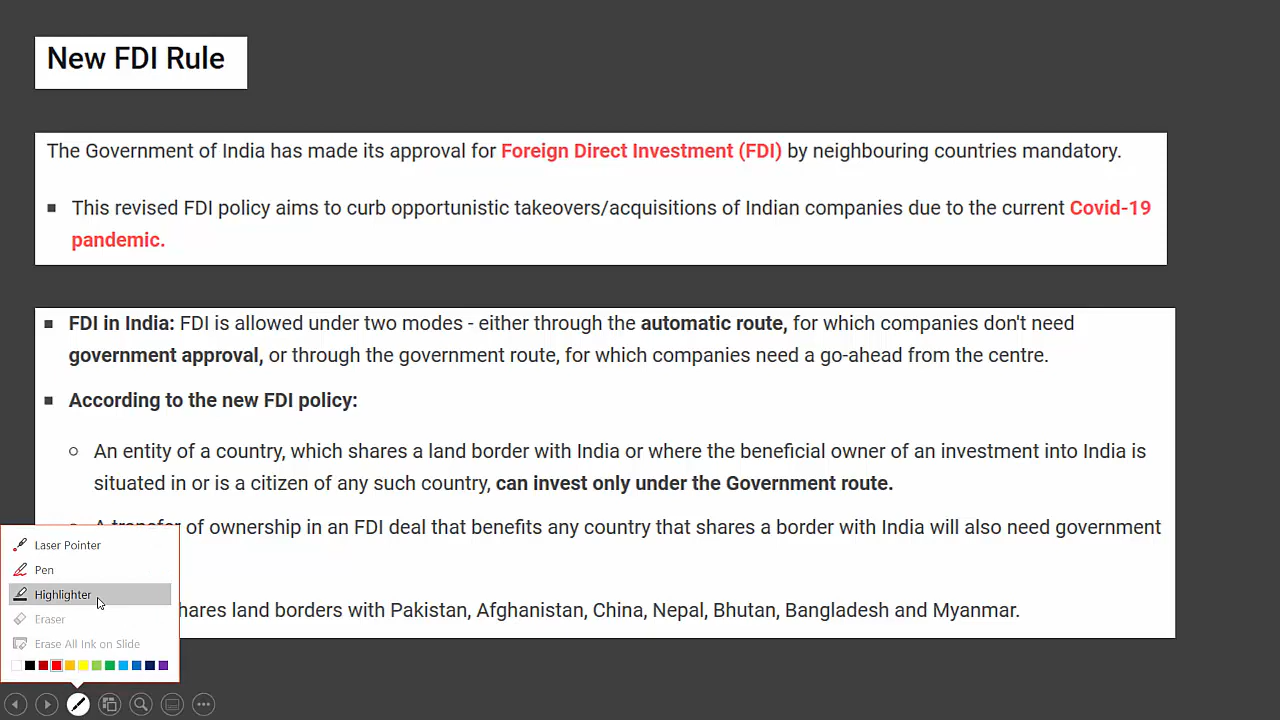 New FDI Rule
The Government of India has made its approval for Foreign Direct Investment (FDI) by neighbouring countries mandatory.
This revised FDI policy aims to curb opportunistic takeovers/acquisitions of Indian companies due to the current Covid-19
pandemic.
FDI in India: FDI is allowed under two modes - either through the automatic route, for which companies don't need
government approval, or through the government route, for which companies need a go-ahead from the centre.
According to the new FDI policy:
An entity of a country, which shares a land border with India or where the beneficial owner of an investment into India is
situated in or is a citizen of any such country, can invest only under the Government route.
A transfer of ownership in an FDI deal that benefits any country that shares a border with India will also need government
land borders with Pakistan, Afghanistan, China, Nepal, Bhutan, Bangladesh and Myanmar.
Laser Pointer
Pen
Highlighter
Eraser
Erase All Ink on Slide